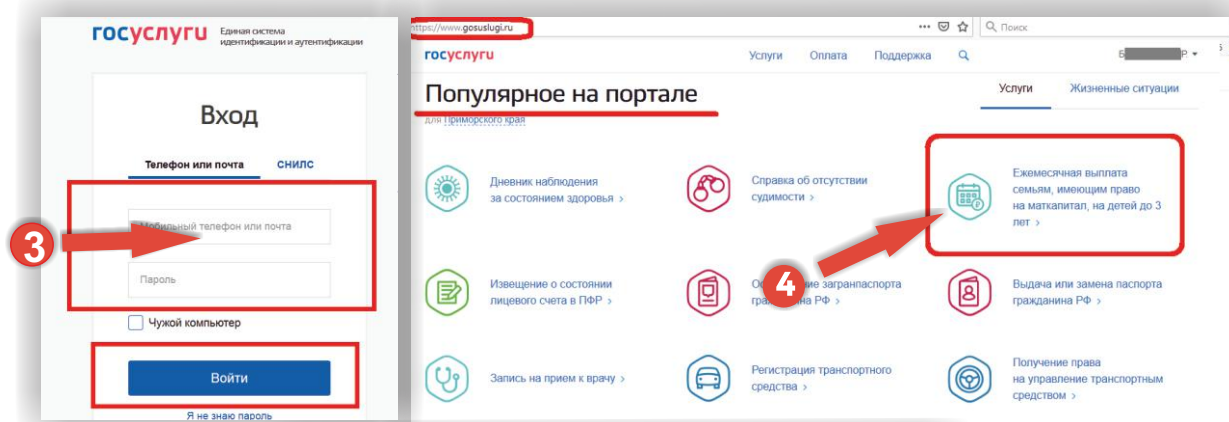 госуслуги
Единая система
идентификации и аутентификации
Вход
Телефон или почта
СНИЛС
Мобильный телефон или почта
Пароль
Чужой компьютер
Войти
Я не знаю пароль
3
https://www.gosuslugi.ru
Поиск
госуслуги
Услуги
Оплата
Поддержка
Популярное на портале
для Приморского края
Услуги
Жизненные ситуации
Дневник наблюдения
за состоянием здоровья >
Справка об отсутствии
судимости >
Ежемесячная выплата
семьям, имеющим право
на маткапитал, на детей до 3
лет >
4
Извещение о состоянии
лицевого счета в ПФР >
загранпаспорта
РФ >
Выдача или замена паспорта
гражданина РФ >
Запись на прием к врачу >
Регистрация транспортного
средства >
Получение права
на управление транспортным
средством >